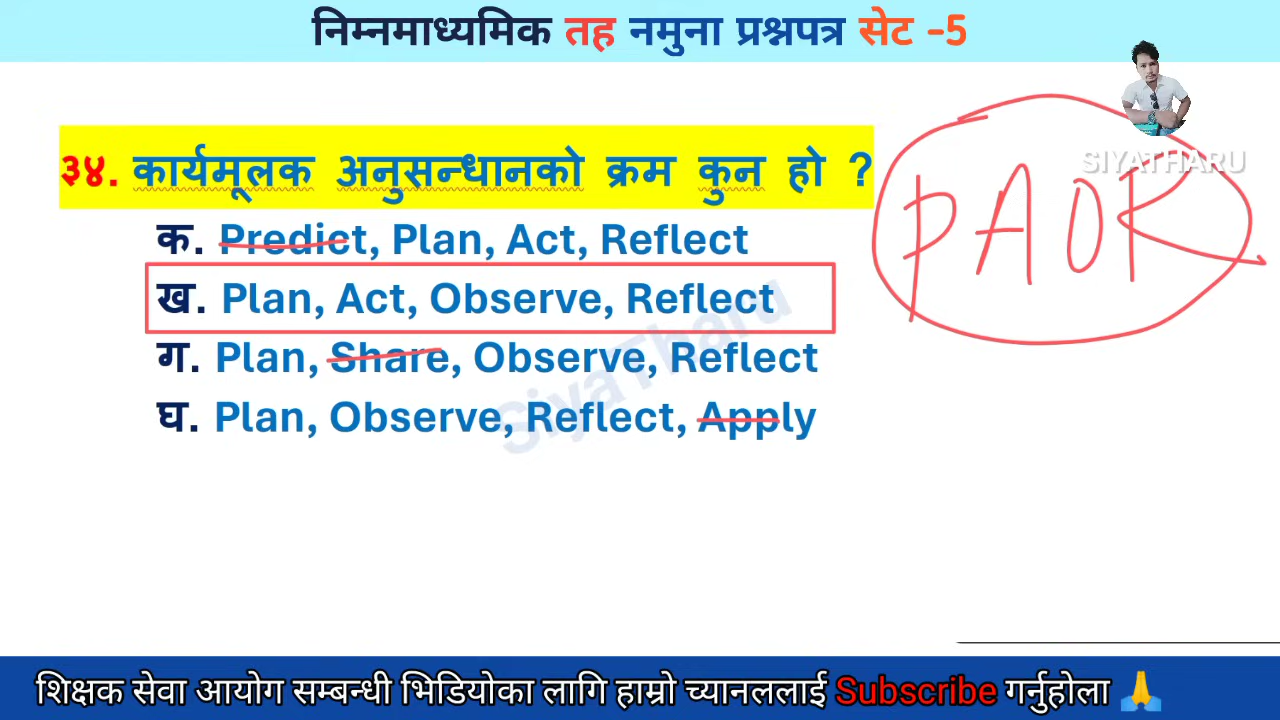 निम्नमाध्यमिक तह नमुना प्रश्नपत्र सेट -5
SIYATHARU
३४. कार्यमूलक अनुसन्धानको क्रम कुन हो ?
PAOR
क. Predict, Plan, Act, Reflect
ख. Plan, Act, Observe, Reflect
ग. Plan, Share, Observe, Reflect
घ. Plan, Observe, Reflect, Apply
SiyaTharu
शिक्षक सेवा आयोग सम्बन्धी भिडियोका लागि हाम्रो च्यानललाई Subscribe गर्नुहोला 🙏